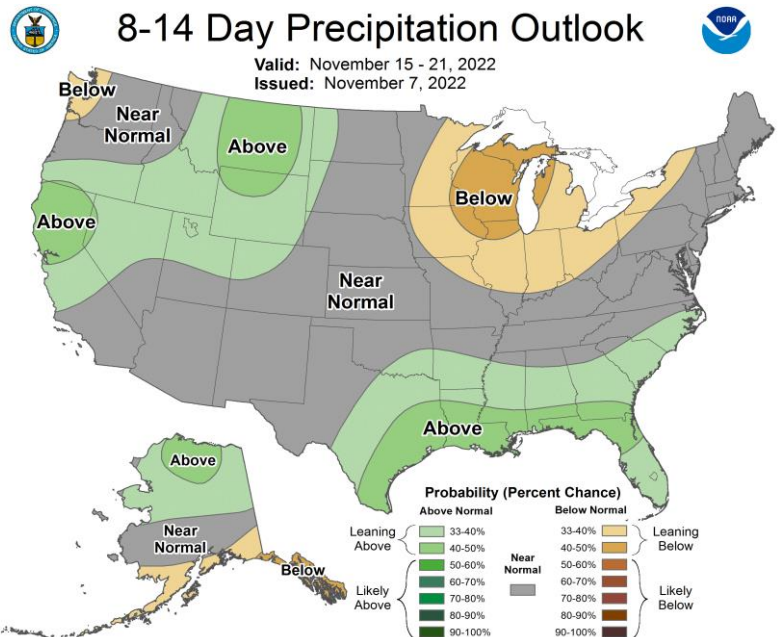 8-14 Day Precipitation Outlook
NOAA
Valid: November 15 - 21, 2022
Issued: November 7, 2022
Below
Near
Normal
Above
Above
Below
Near
Normal
Above
Above
Near
Normal
Below
Probability (Percent Chance)
Above Normal
Below Normal
Leaning
Above
33-40%
40-50%
50-60%
60-70%
70-80%
80-90%
90-100%
Likely
Above
Near
Normal
33-40%
40-50%
50-60%
60-70%
70-80%
80-90%
90-100%
Leaning
Below
Likely
Below